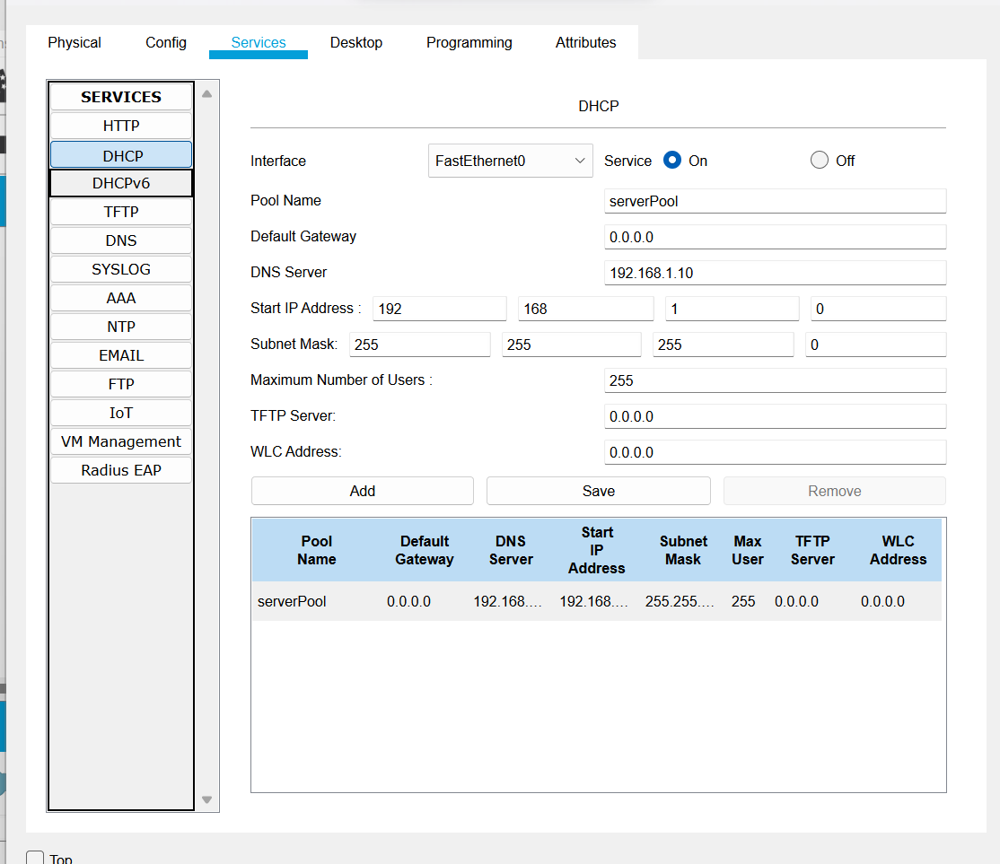 Physical Config Services Desktop Programming Attributes
SERVICES
HTTP
DHCP
DHCPv6
TFTP
DNS
SYSLOG
AAA
NTP
EMAIL
FTP
IoT
VM Management
Radius EAP
DHCP
Interface FastEthernet0 Service On Off
Pool Name serverPool
Default Gateway 0.0.0.0
DNS Server 192.168.1.10
Start IP Address : 192 168 1 0
Subnet Mask: 255 255 255 0
Maximum Number of Users : 255
TFTP Server: 0.0.0.0
WLC Address: 0.0.0.0
Add Save Remove
Pool Name Default Gateway DNS Server Start IP Address Subnet Mask Max User TFTP Server WLC Address
serverPool 0.0.0.0 192.168.... 192.168.... 255.255.... 255 0.0.0.0 0.0.0.0
Top